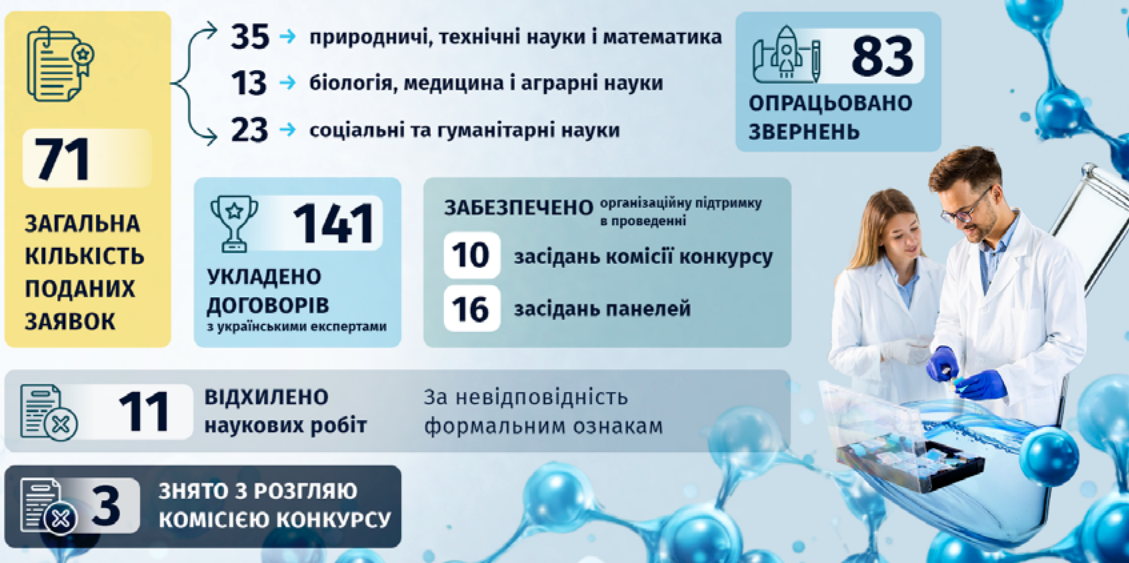 71
ЗАГАЛЬНА
КІЛЬКІСТЬ
ПОДАНИХ
ЗАЯВОК
35 → природничі, технічні науки і математика
13 → біологія, медицина і аграрні науки
23 → соціальні та гуманітарні науки
83
ОПРАЦЬОВАНО
ЗВЕРНЕНЬ
141
УКЛАДЕНО
ДОГОВОРІВ
з українськими експертами
ЗАБЕЗПЕЧЕНО організаційну підтримку
в проведенні
10 засідань комісії конкурсу
16 засідань панелей
11 ВІДХИЛЕНО
наукових робіт
За невідповідність
формальним ознакам
3 ЗНЯТО З РОЗГЛЯЮ
КОМІСІЄЮ КОНКУРСУ